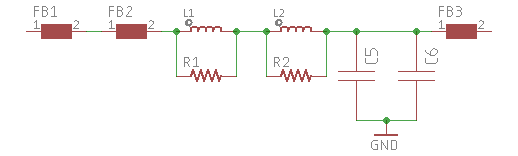 FB1 FB2 L1 L2 FB3
1 2 1 2 1 2
R1 R2 C5 C6
GND